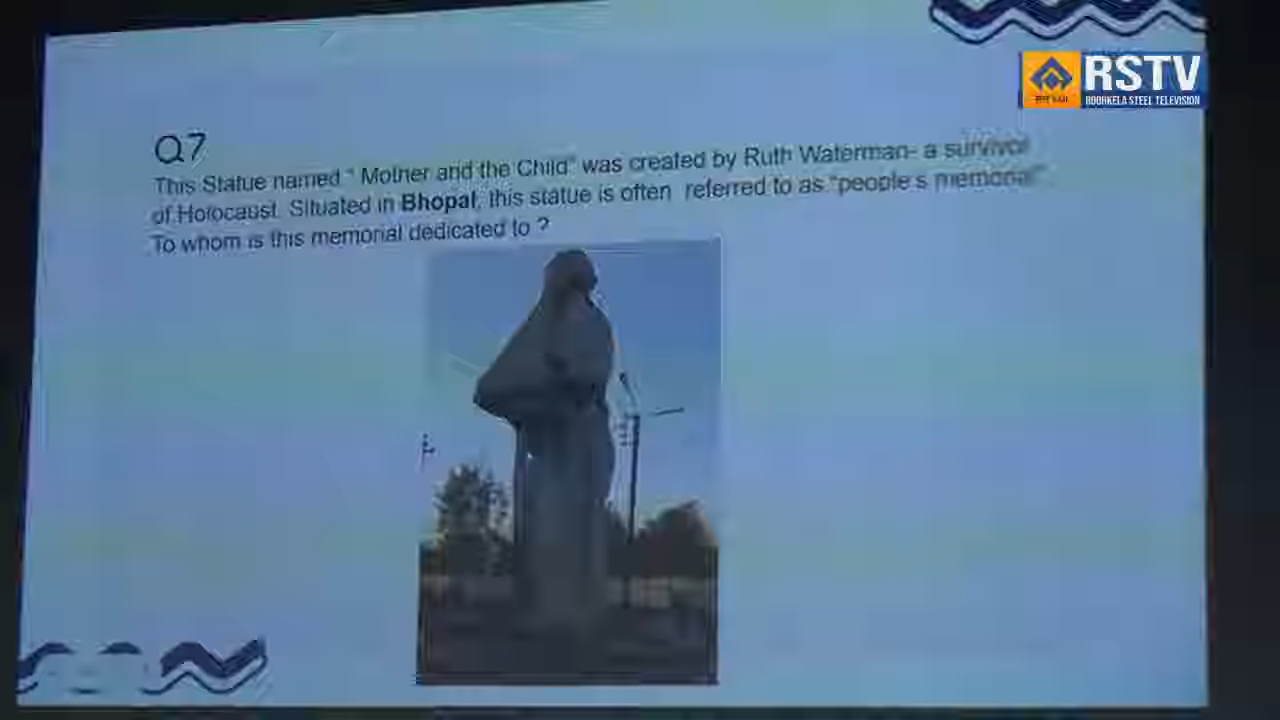 RSTV
ROURKELA STEEL TELEVISION
Q7
This Statue named " Mother and the Child" was created by Ruth Waterman- a survivor
of Holocaust. Situated in Bhopal, this statue is often referred to as "people's memorial".
To whom is this memorial dedicated to ?